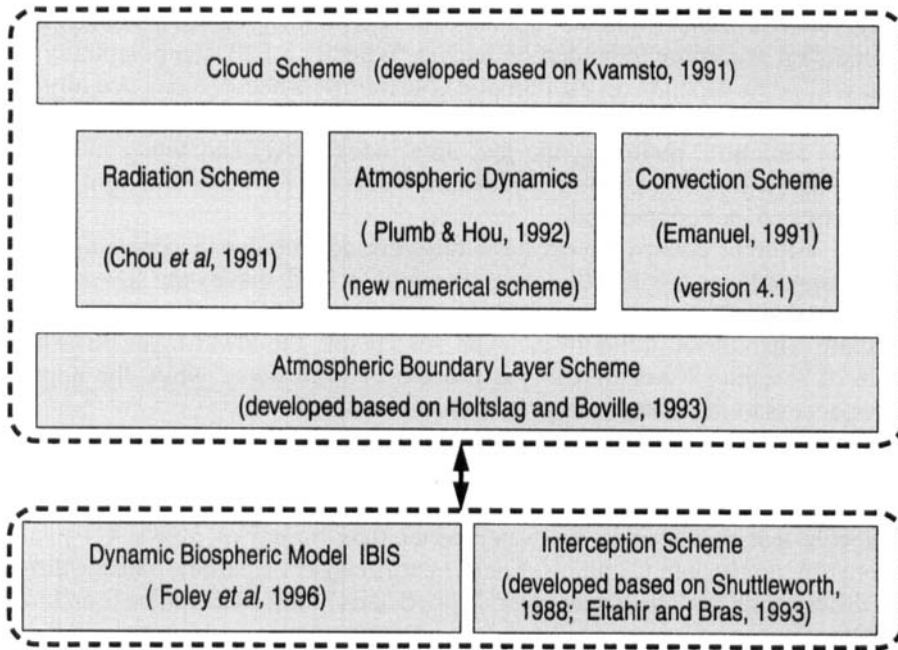 Cloud Scheme (developed based on Kvamsto, 1991)
Radiation Scheme
(Chou et al, 1991)
Atmospheric Dynamics
( Plumb & Hou, 1992)
(new numerical scheme)
Convection Scheme
(Emanuel, 1991)
(version 4.1)
Atmospheric Boundary Layer Scheme
(developed based on Holtslag and Boville, 1993)
Dynamic Biospheric Model IBIS
( Foley et al, 1996)
Interception Scheme
(developed based on Shuttleworth,
1988; Eltahir and Bras, 1993)